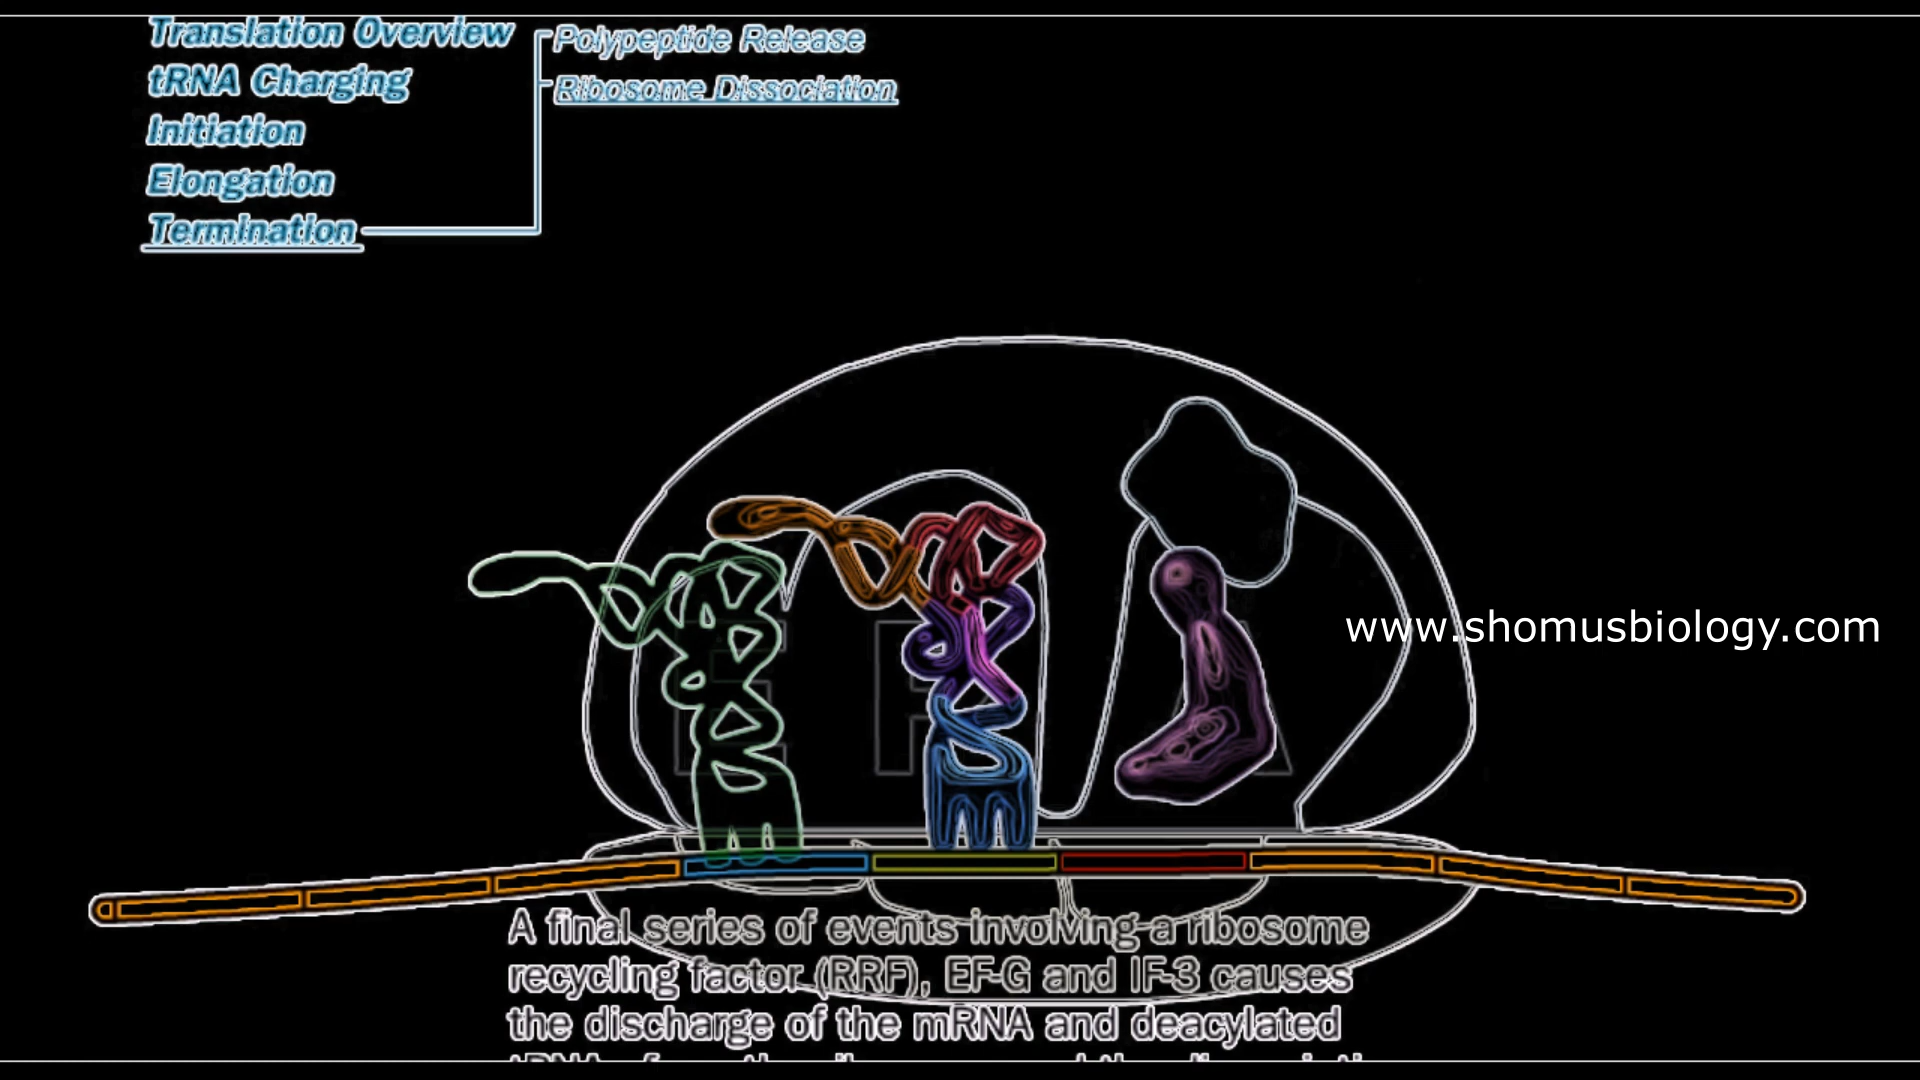 Translation Overview
Polypeptide Release
tRNA Charging
Ribosome Dissociation
Initiation
Elongation
Termination
E P A
www.shomusbiology.com
A final series of events involving a ribosome
recycling factor (RRF), EF-G and IF-3 causes
the discharge of the mRNA and deacylated